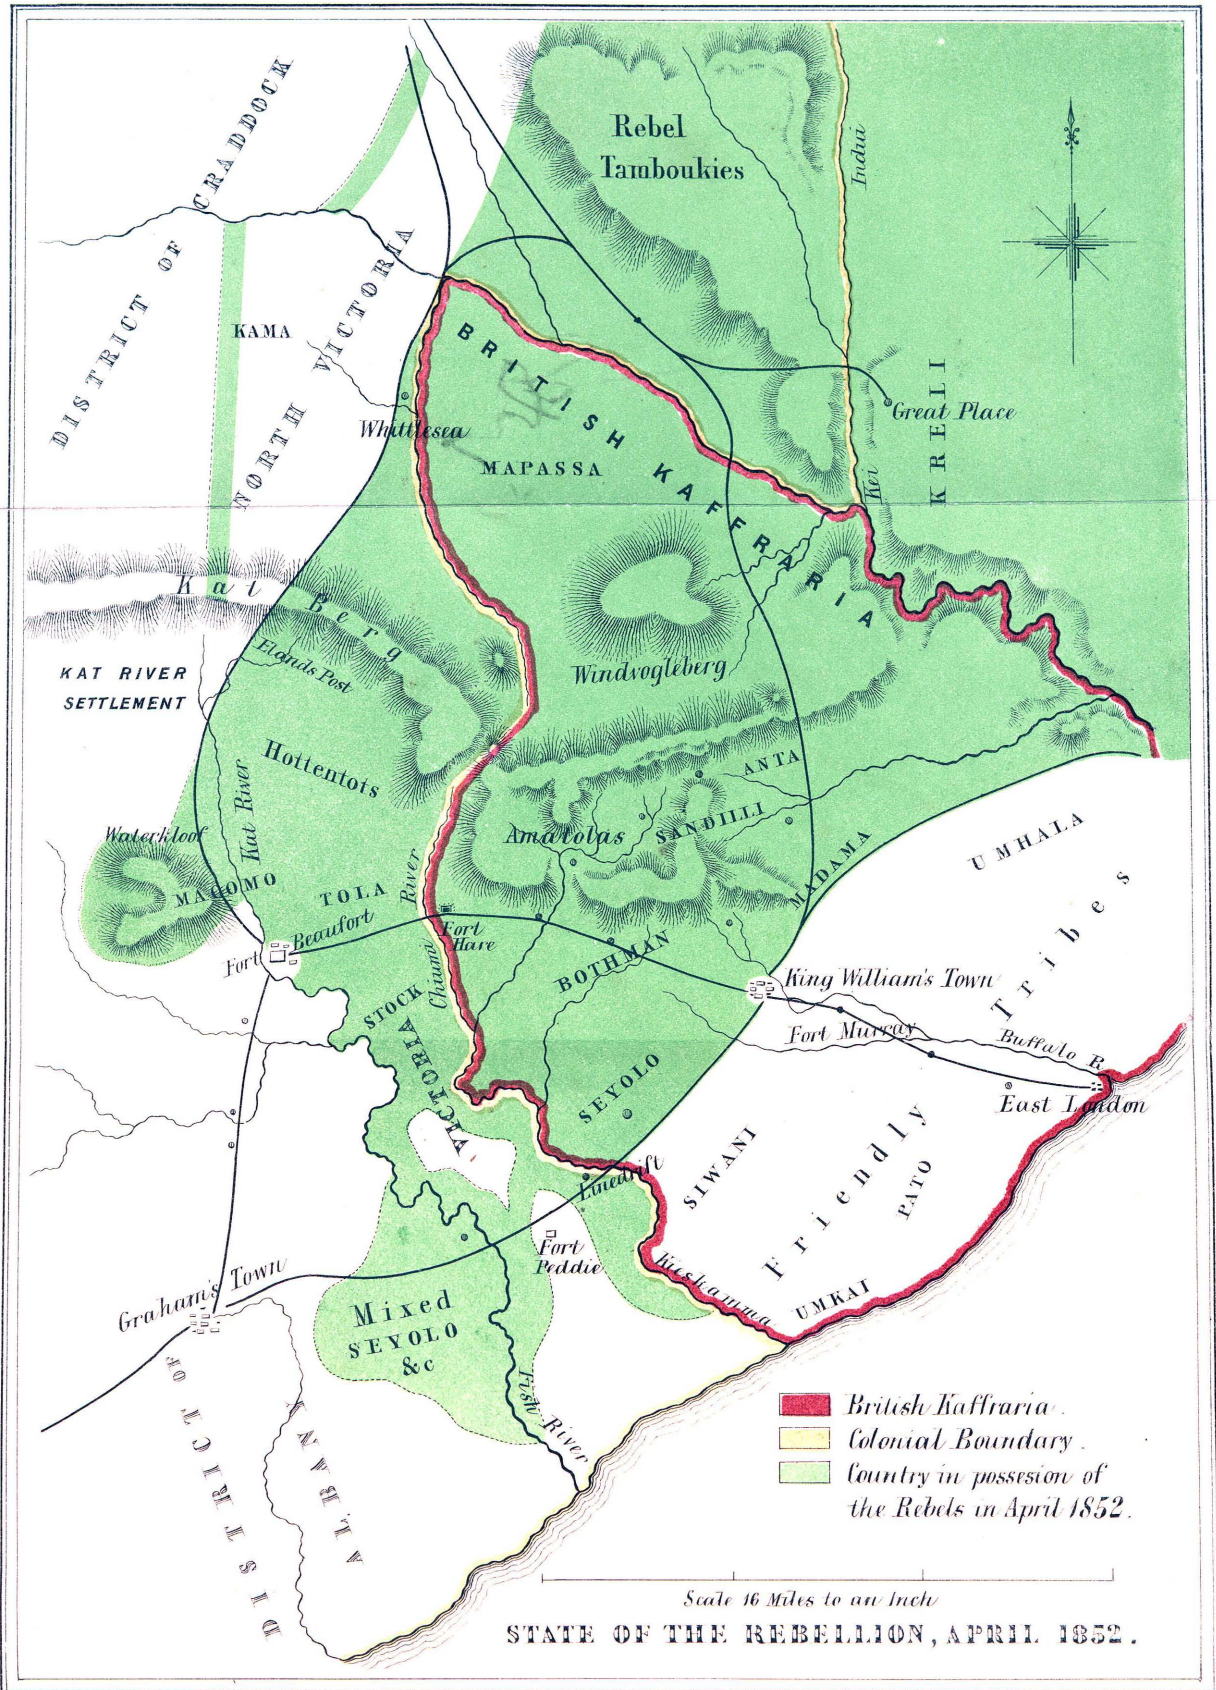 DISTRICT OF CRADDOCK
Rebel
Tamboukies
Indui
KAMA
NORTH VICTORIA
BRITISH KAFFRARIA
Whittlesea
MAPASSA
Great Place
KRELI
Kei
Kat Berg
Elands Post
KAT RIVER
SETTLEMENT
Windvogleberg
Hottentots
ANTA
Kat River
Waterkloof
Amatolas
SANDILLI
MACOMO
TOLA
Chiumi River
MADAMA
UMHALA
Fort Beaufort
Fort
Hare
BOTHMAN
King William's Town
Friendly Tribes
STOCK
VICTORIA
Fort Murray
Buffalo R
SEYOLO
East London
SIWANI
PATO
Linedrift
Fort
Peddie
Kieskamma
UMKAI
Graham's Town
Mixed
SEYOLO
&c
Fish River
DISTRICT OF
ALBANY
British Kaffraria.
Colonial Boundary.
Country in possesion of
the Rebels in April 1852.
Scale 16 Miles to an Inch
STATE OF THE REBELLION, APRIL 1852.